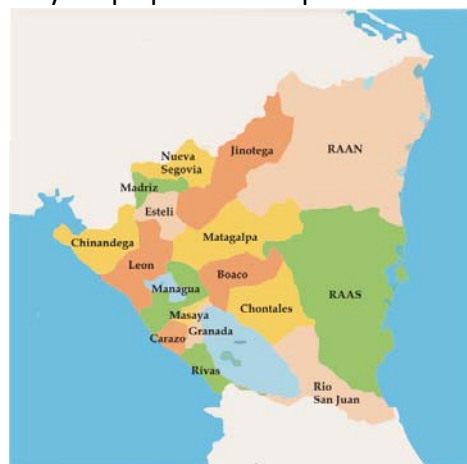 Jinotega
RAAN
Nueva
Segovia
Madriz
Esteli
Chinandega
Matagalpa
Leon
Boaco
Managua
RAAS
Chontales
Masaya
Granada
Carazo
Rivas
Rio
San Juan